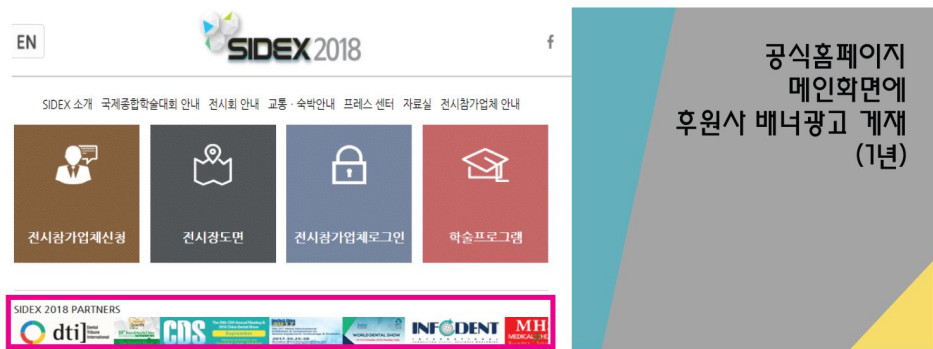 EN
SIDEX 2018
f
SIDEX 소개 국제종합학술대회 안내 전시회 안내 교통 · 숙박안내 프레스 센터 자료실 전시참가업체 안내
전시참가업체신청
전시장도면
전시참가업체로그인
학술프로그램
SIDEX 2018 PARTNERS
dti] Dental Tribune International
CDS
WORLD DENTAL SHOW
INFODENT
INTERNATIONAL
MH
공식홈페이지
메인화면에
후원사 배너광고 게재
(1년)